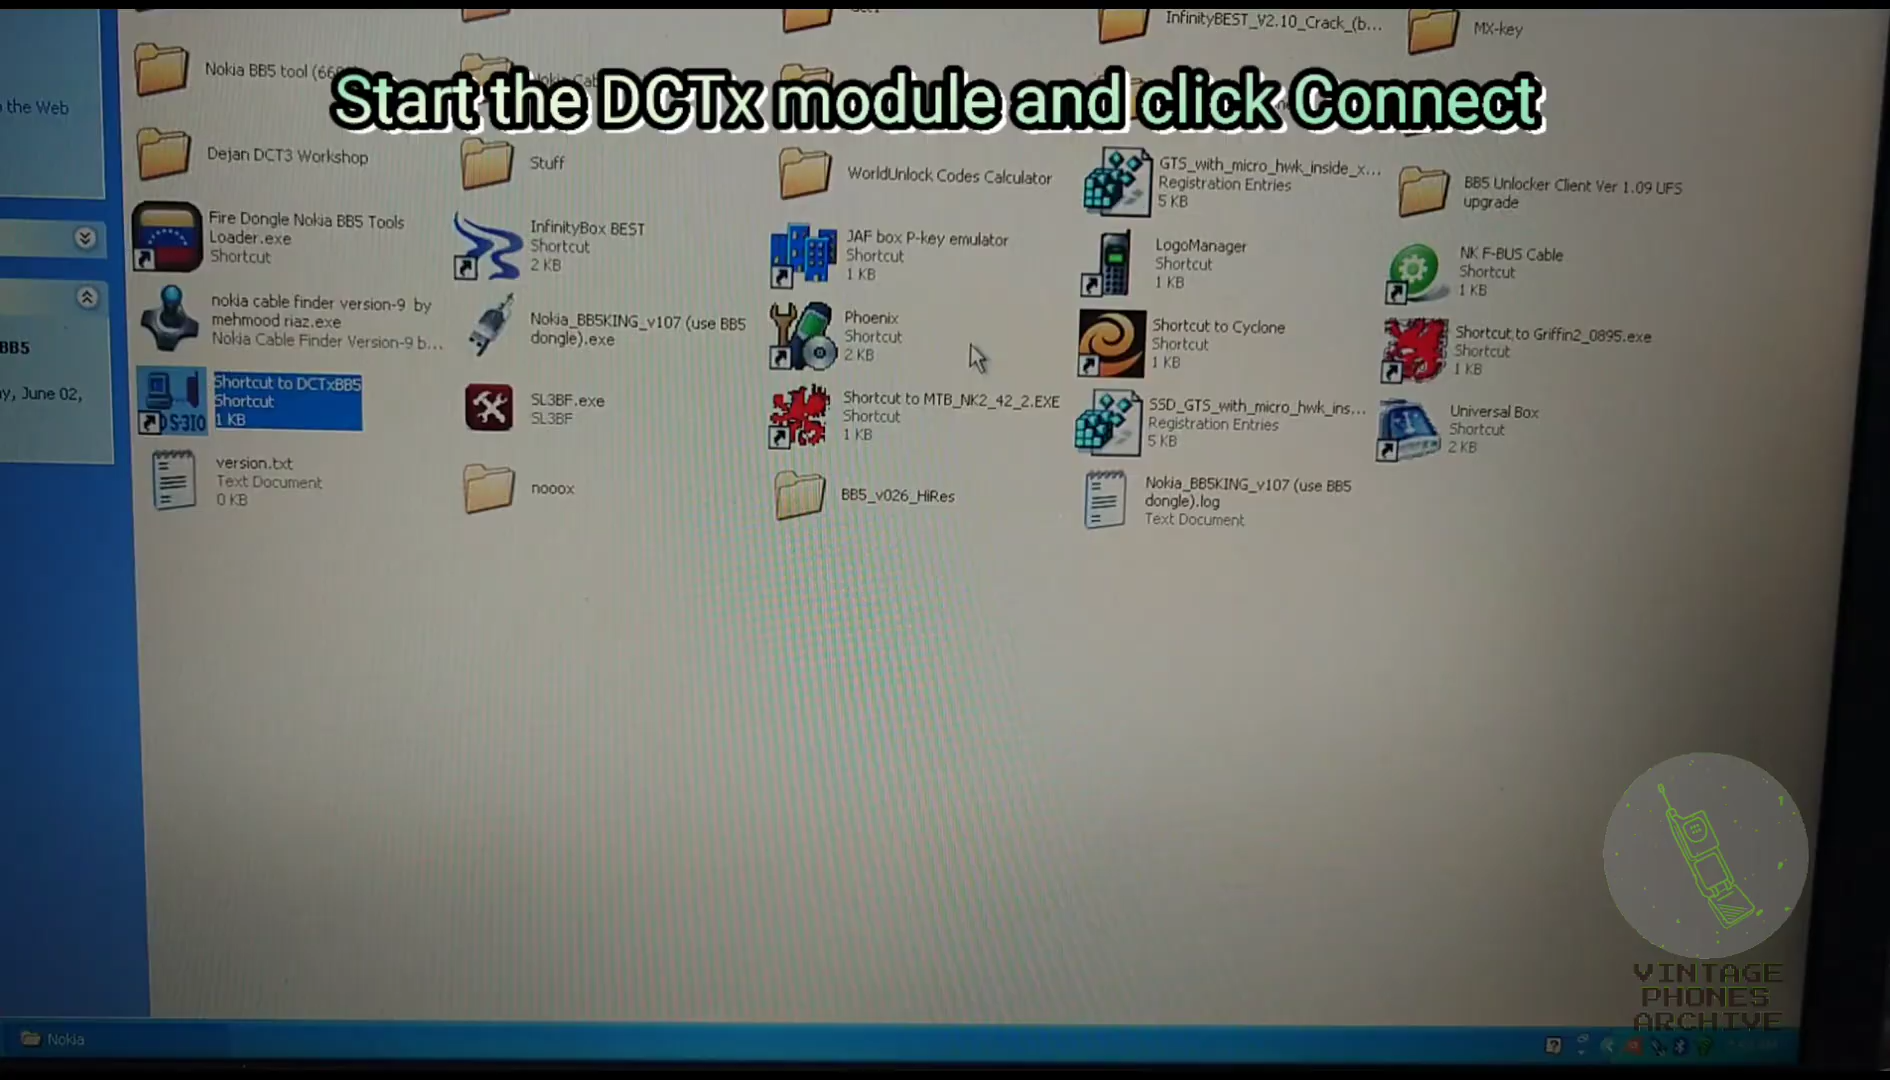 InfinityBEST_V2.10_Crack_(b...
MX-key
Nokia BB5 tool (66
Start the DCTx module and click Connect
o the Web
Dejan DCT3 Workshop
Stuff
WorldUnlock Codes Calculator
GTS_with_micro_hwk_inside_x...
Registration Entries
5 KB
BB5 Unlocker Client Ver 1.09 UFS
upgrade
Fire Dongle Nokia BB5 Tools
Loader.exe
Shortcut
InfinityBox BEST
Shortcut
2 KB
JAF box P-key emulator
Shortcut
1 KB
LogoManager
Shortcut
1 KB
NK F-BUS Cable
Shortcut
1 KB
nokia cable finder version-9 by
mehmood riaz.exe
Nokia Cable Finder Version-9 b...
Nokia_BB5KING_v107 (use BB5
dongle).exe
Phoenix
Shortcut
2 KB
Shortcut to Cyclone
Shortcut
1 KB
Shortcut to Griffin2_0895.exe
Shortcut
1 KB
BB5
y, June 02,
DS-310
Shortcut to DCTxBB5
Shortcut
1 KB
SL3BF.exe
SL3BF
Shortcut to MTB_NK2_42_2.EXE
Shortcut
1 KB
SSD_GTS_with_micro_hwk_ins...
Registration Entries
5 KB
Universal Box
Shortcut
2 KB
version.txt
Text Document
0 KB
nooox
BB5_v026_HiRes
Nokia_BB5KING_v107 (use BB5
dongle).log
Text Document
VINTAGE
PHONES
ARCHIVE
Nokia